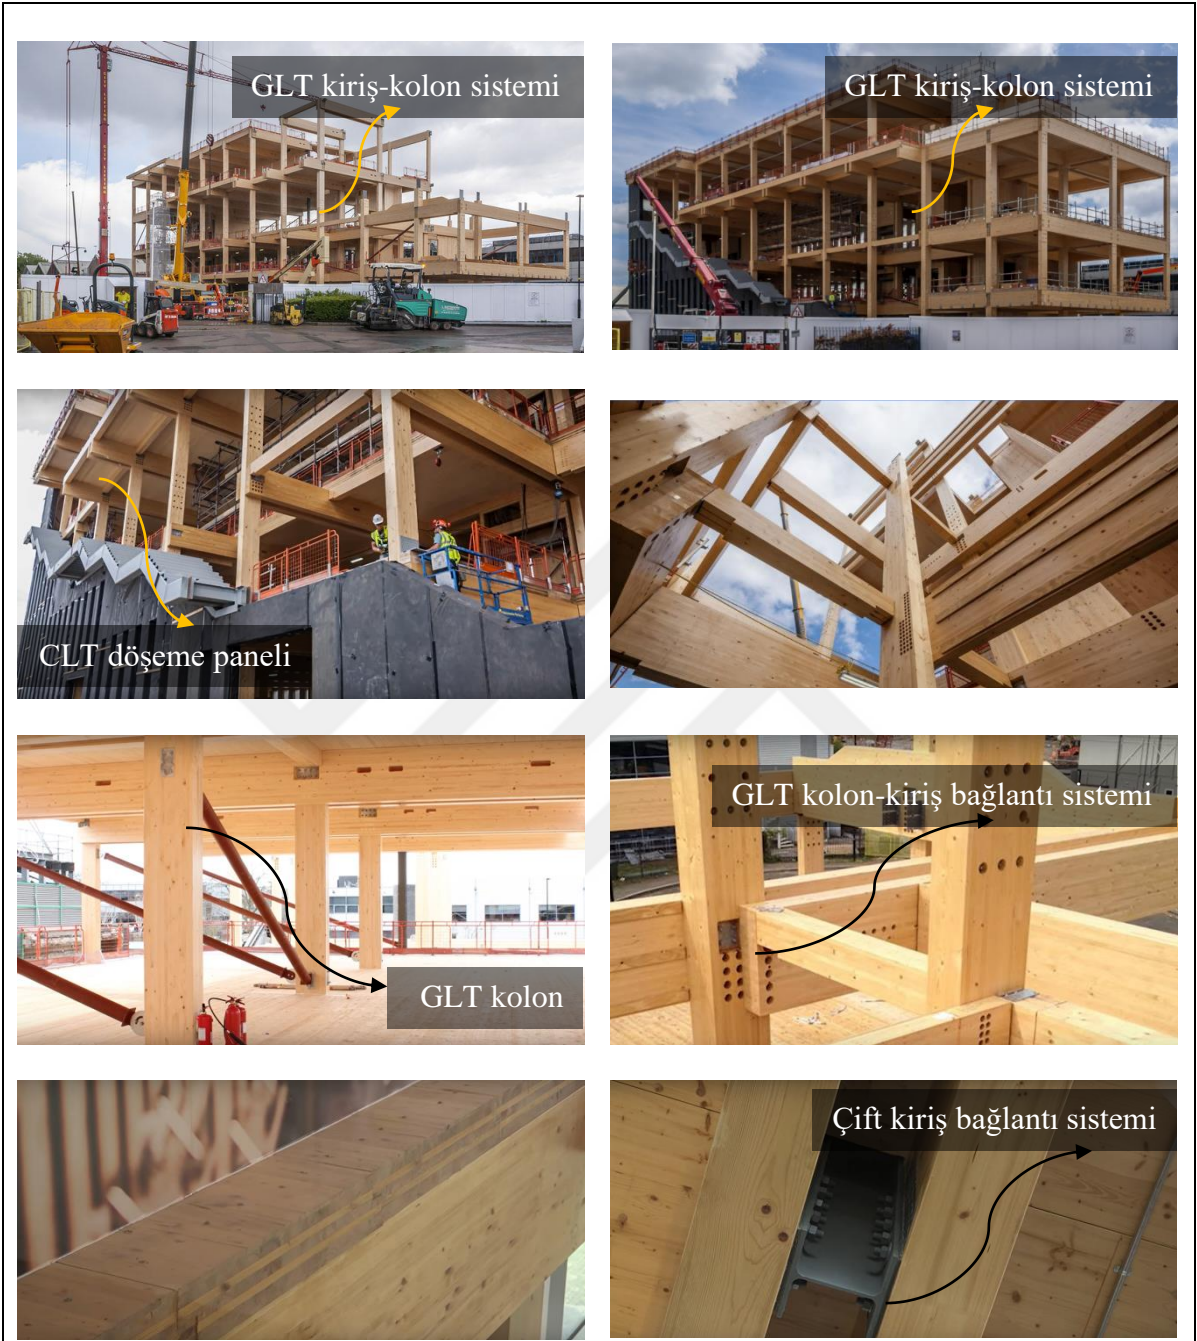 GLT kiriş-kolon sistemi
GLT kiriş-kolon sistemi
CLT döşeme paneli
GLT kolon-kiriş bağlantı sistemi
GLT kolon
Çift kiriş bağlantı sistemi